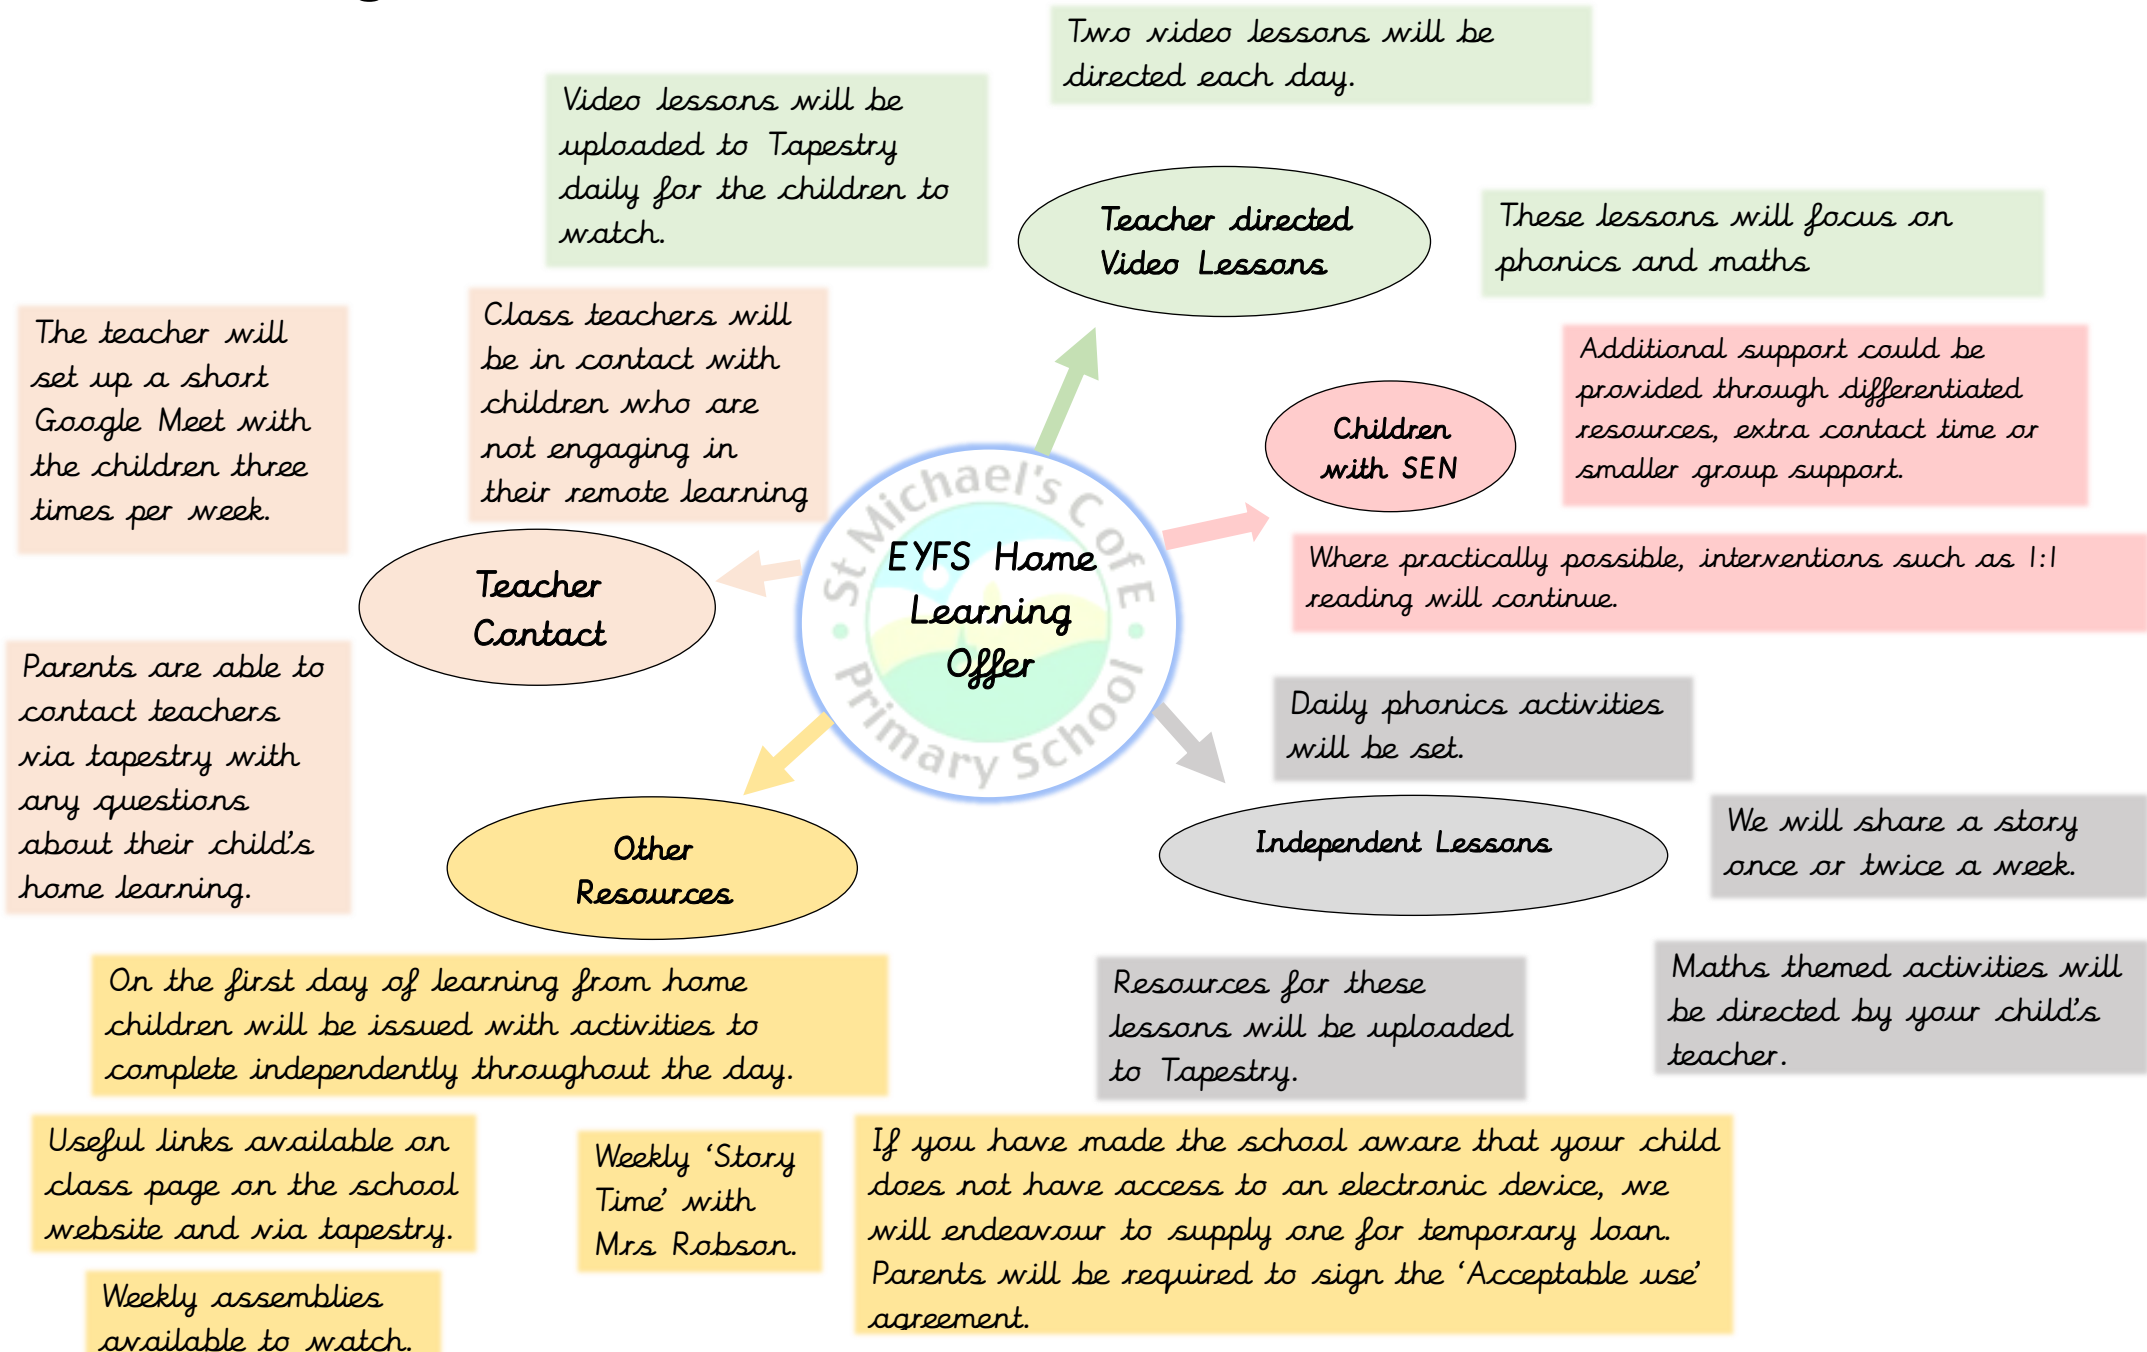 Two video lessons will be
directed each day.
Video lessons will be
uploaded to Tapestry
daily for the children to
watch.
Teacher directed
Video Lessons
These lessons will focus on
phonics and maths
The teacher will
set up a short
Google Meet with
the children three
times per week.
Class teachers will
be in contact with
children who are
not engaging in
their remote learning
Children
with SEN
Additional support could be
provided through differentiated
resources, extra contact time or
smaller group support.
Where practically possible, interventions such as 1:1
reading will continue.
Teacher
Contact
St Michael's C of E
Primary School
EYFS Home
Learning
Offer
Parents are able to
contact teachers
via tapestry with
any questions
about their child's
home learning.
Daily phonics activities
will be set.
Other
Resources
Independent Lessons
We will share a story
once or twice a week.
Maths themed activities will
be directed by your child's
teacher.
Resources for these
lessons will be uploaded
to Tapestry.
On the first day of learning from home
children will be issued with activities to
complete independently throughout the day.
Useful links available on
class page on the school
website and via tapestry.
Weekly 'Story
Time' with
Mrs Robson.
If you have made the school aware that your child
does not have access to an electronic device, we
will endeavour to supply one for temporary loan.
Parents will be required to sign the 'Acceptable use'
agreement.
Weekly assemblies
available to watch.